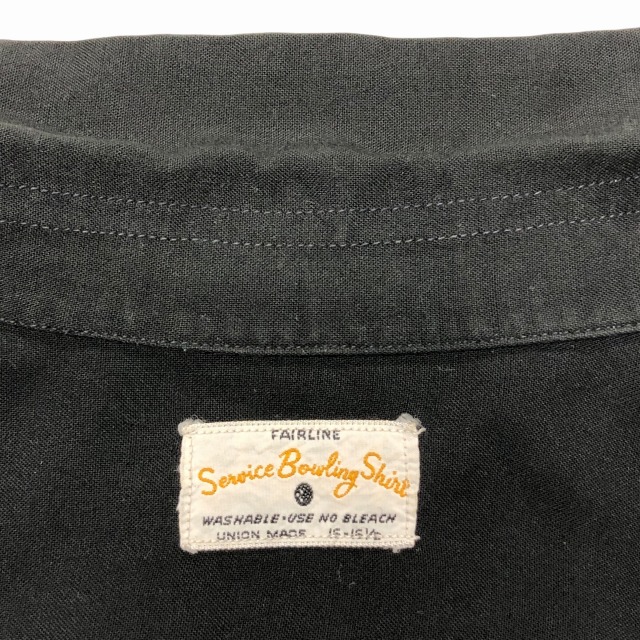 FAIRLINE
Service Bowling Shirt
WASHABLE · USE NO BLEACH
UNION MADE 15-15½